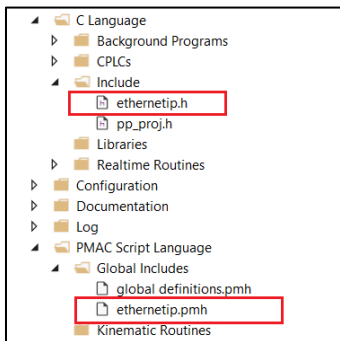 C Language
Background Programs
CPLCs
Include
ethernetip.h
pp_proj.h
Libraries
Realtime Routines
Configuration
Documentation
Log
PMAC Script Language
Global Includes
global definitions.pmh
ethernetip.pmh
Kinematic Routines